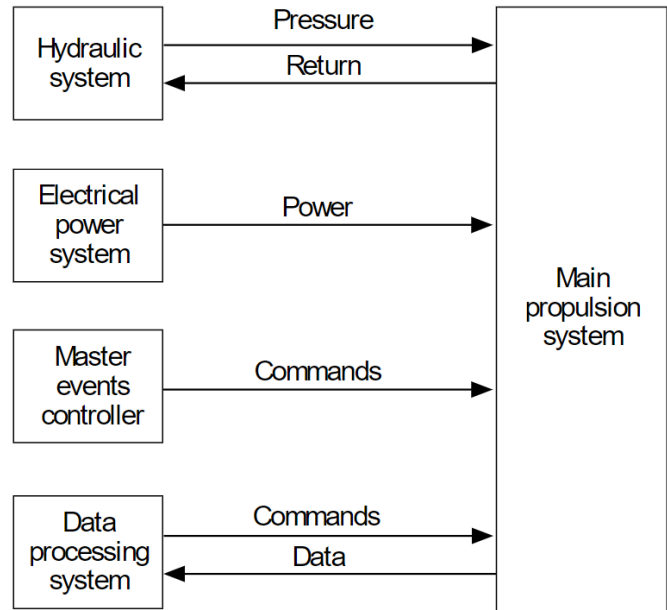 Hydraulic
system
Pressure
Return
Electrical
power
system
Power
Main
propulsion
system
Master
events
controller
Commands
Data
processing
system
Commands
Data